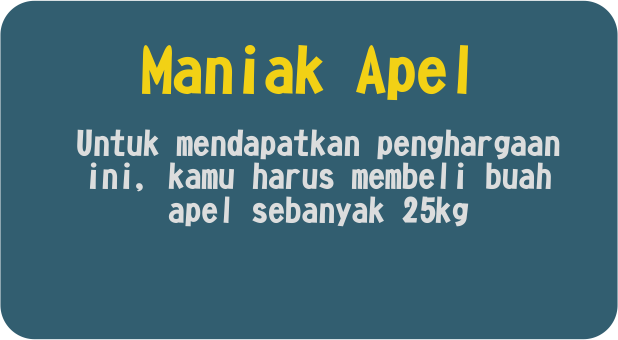 Maniak Apel
Untuk mendapatkan penghargaan
ini, kamu harus membeli buah
apel sebanyak 25kg